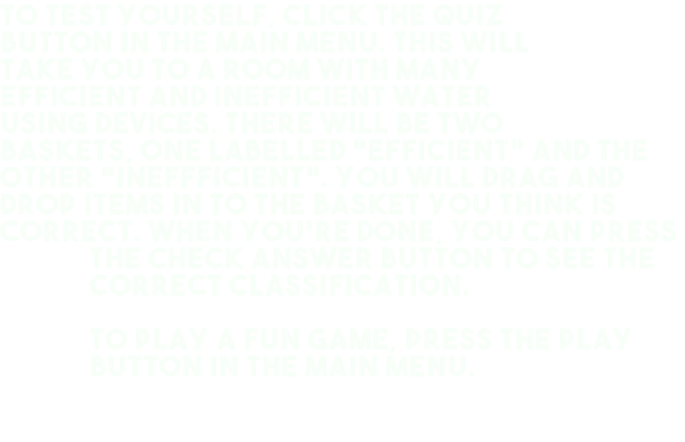 TO TEST YOURSELF, CLICK THE QUIZ
BUTTON IN THE MAIN MENU. THIS WILL
TAKE YOU TO A ROOM WITH MANY
EFFICIENT AND INEFFICIENT WATER
USING DEVICES. THERE WILL BE TWO
BASKETS, ONE LABELLED "EFFICIENT" AND THE
OTHER "INEFFFICIENT". YOU WILL DRAG AND
DROP ITEMS IN TO THE BASKET YOU THINK IS
CORRECT. WHEN YOU'RE DONE, YOU CAN PRESS
THE CHECK ANSWER BUTTON TO SEE THE
CORRECT CLASSIFICATION.
TO PLAY A FUN GAME, PRESS THE PLAY
BUTTON IN THE MAIN MENU.